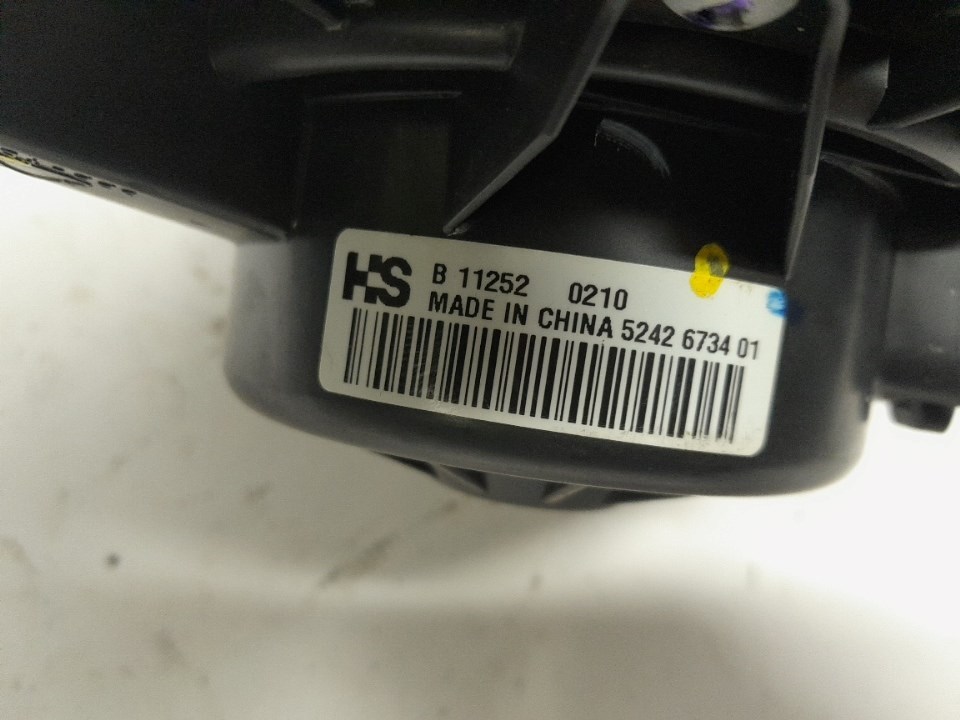 HS B 11252 0210
MADE IN CHINA 5242 6734 01